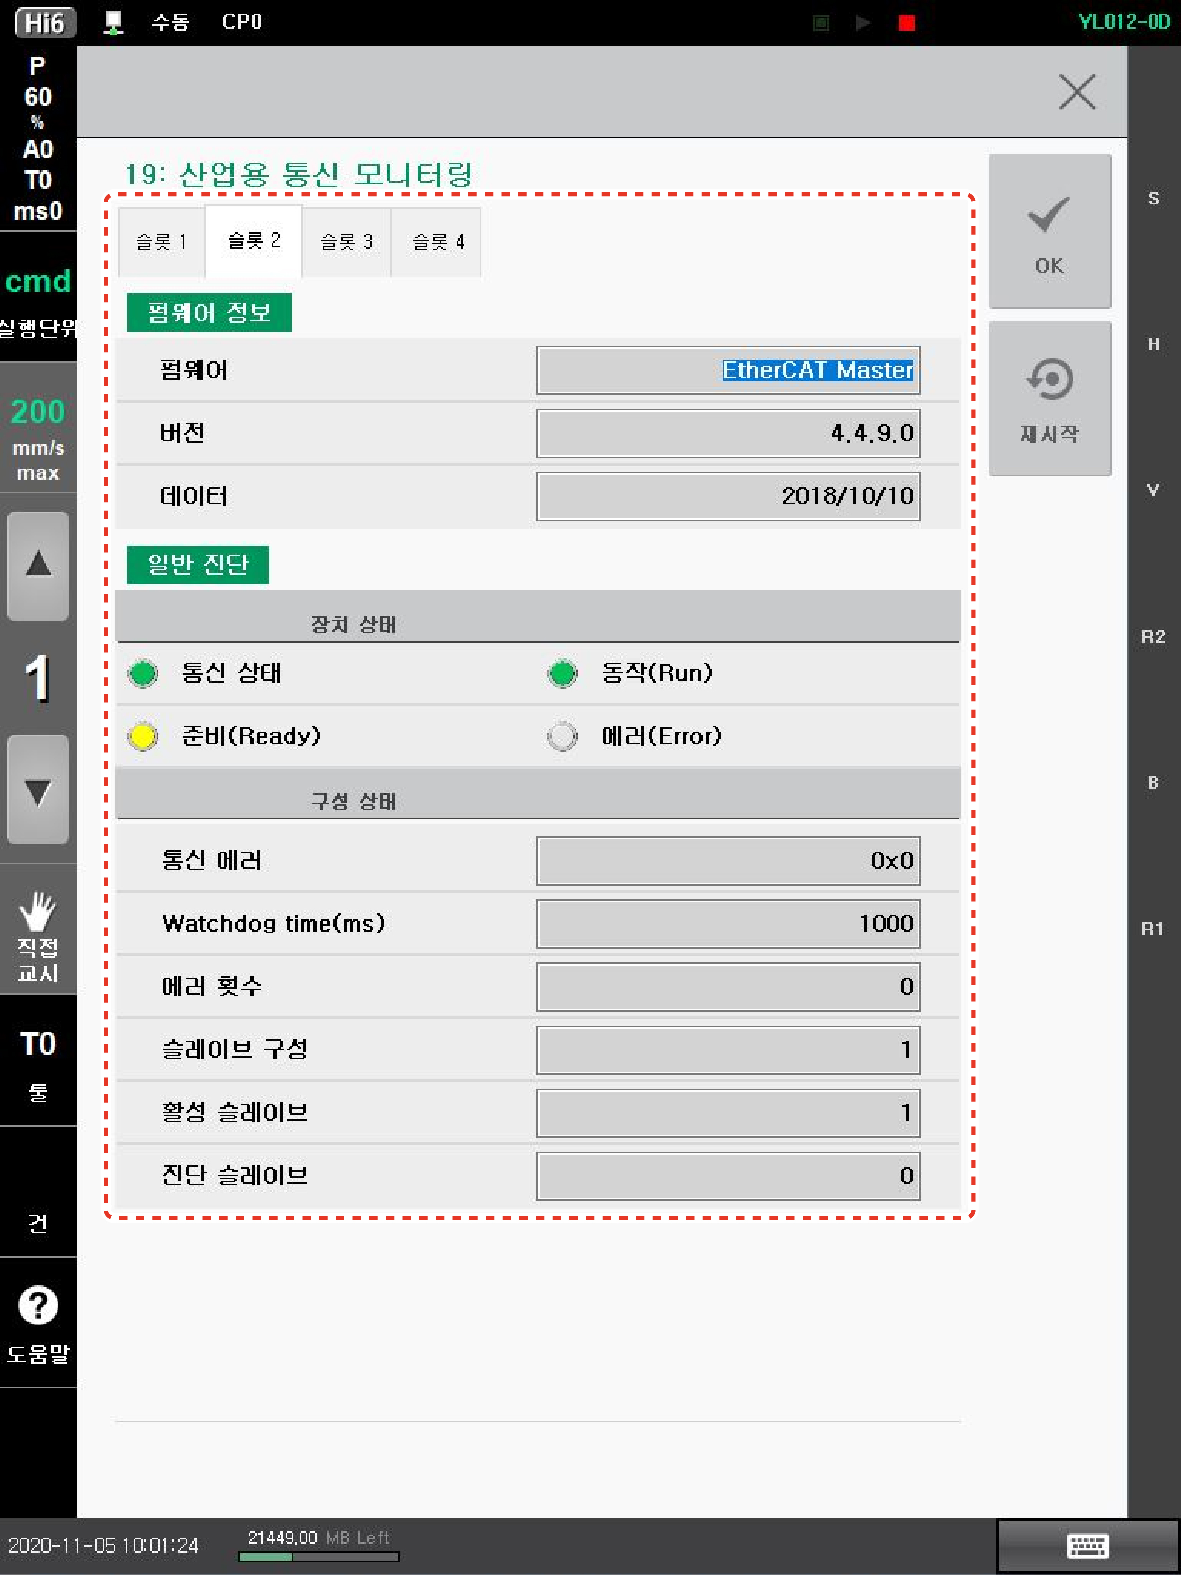 Hi6 수동 CP0 YL012-0D
P
60
%
A0
T0
ms0
cmd
실행단위
200
mm/s
max
1
직접
교시
T0
툴
건
?
도움말
19: 산업용 통신 모니터링
슬롯 1 슬롯 2 슬롯 3 슬롯 4
펌웨어 정보
펌웨어 EtherCAT Master
버전 4.4.9.0
데이터 2018/10/10
일반 진단
장치 상태
통신 상태 동작(Run)
준비(Ready) 에러(Error)
구성 상태
통신 에러 0x0
Watchdog time(ms) 1000
에러 횟수 0
슬레이브 구성 1
활성 슬레이브 1
진단 슬레이브 0
OK
재시작
S
H
V
R2
B
R1
2020-11-05 10:01:24 21449.00 MB Left